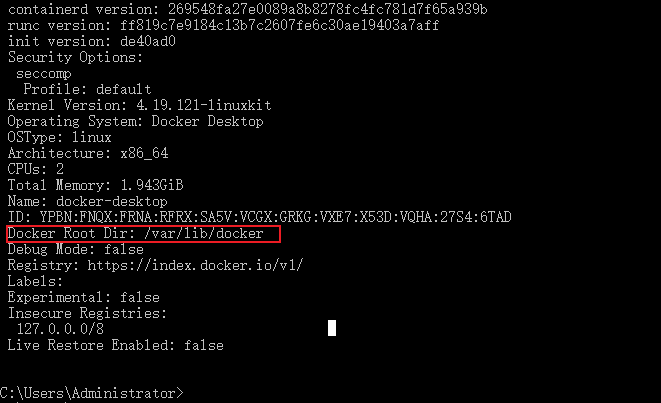 containerd version: 269548fa27e0089a8b8278fc4fc781d7f65a939b
runc version: ff819c7e9184c13b7c2607fe6c30ae19403a7aff
init version: de40ad0
Security Options:
seccomp
Profile: default
Kernel Version: 4.19.121-linuxkit
Operating System: Docker Desktop
OSType: linux
Architecture: x86_64
CPUs: 2
Total Memory: 1.943GiB
Name: docker-desktop
ID: YPBN:FNQX:FRNA:RFRX:SA5V:VCGX:GRKG:VXE7:X53D:VQHA:27S4:6TAD
Docker Root Dir: /var/lib/docker
Debug Mode: false
Registry: https://index.docker.io/v1/
Labels:
Experimental: false
Insecure Registries:
127.0.0.0/8
Live Restore Enabled: false
C:\Users\Administrator>